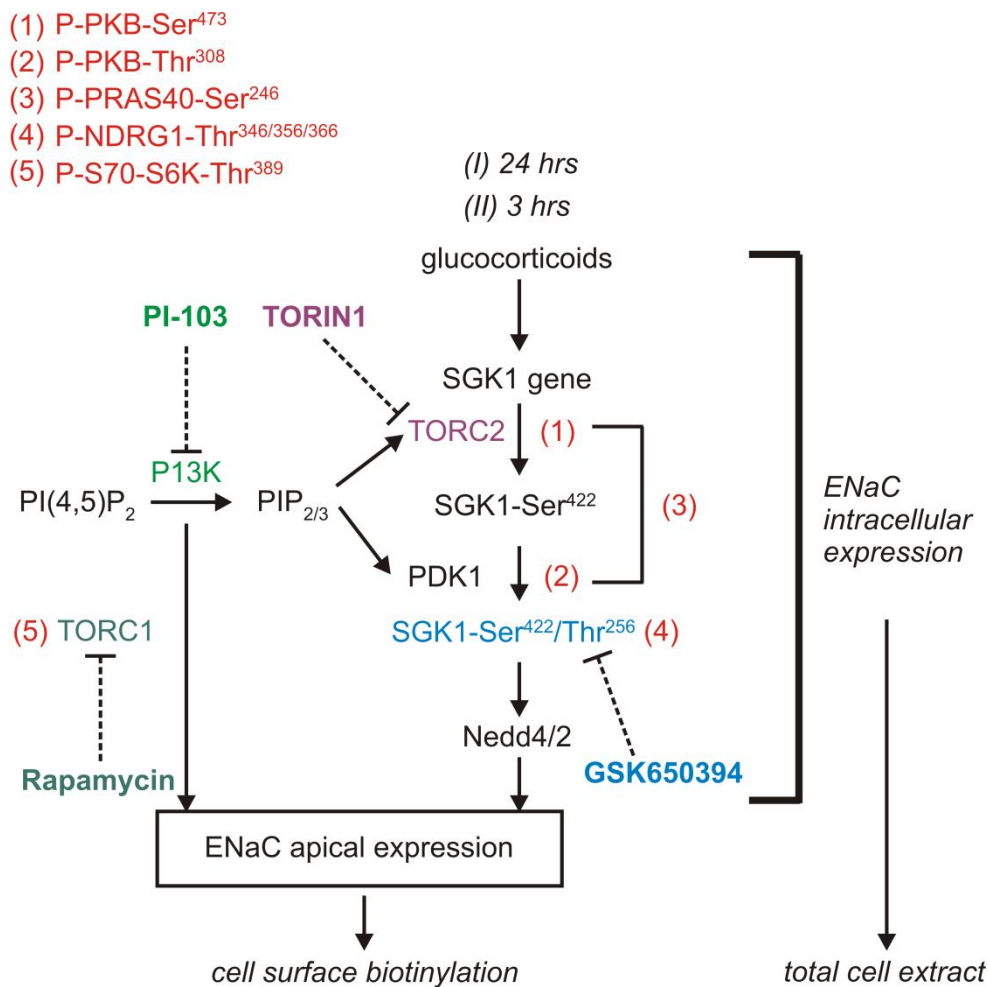 (1) P-PKB-Ser⁴⁷³
(2) P-PKB-Thr³⁰⁸
(3) P-PRAS40-Ser²⁴⁶
(4) P-NDRG1-Thr³⁴⁶ᐟ³⁵⁶ᐟ³⁶⁶
(5) P-S70-S6K-Thr³⁸⁹
(I) 24 hrs
(II) 3 hrs
glucocorticoids
PI-103 TORIN1
SGK1 gene
TORC2 (1)
P13K
PI(4,5)P₂ PIP₂/₃ SGK1-Ser⁴²² (3)
ENaC
intracellular
expression
PDK1 (2)
(5) TORC1 SGK1-Ser⁴²²/Thr²⁵⁶ (4)
Nedd4/2
Rapamycin GSK650394
ENaC apical expression
cell surface biotinylation total cell extract